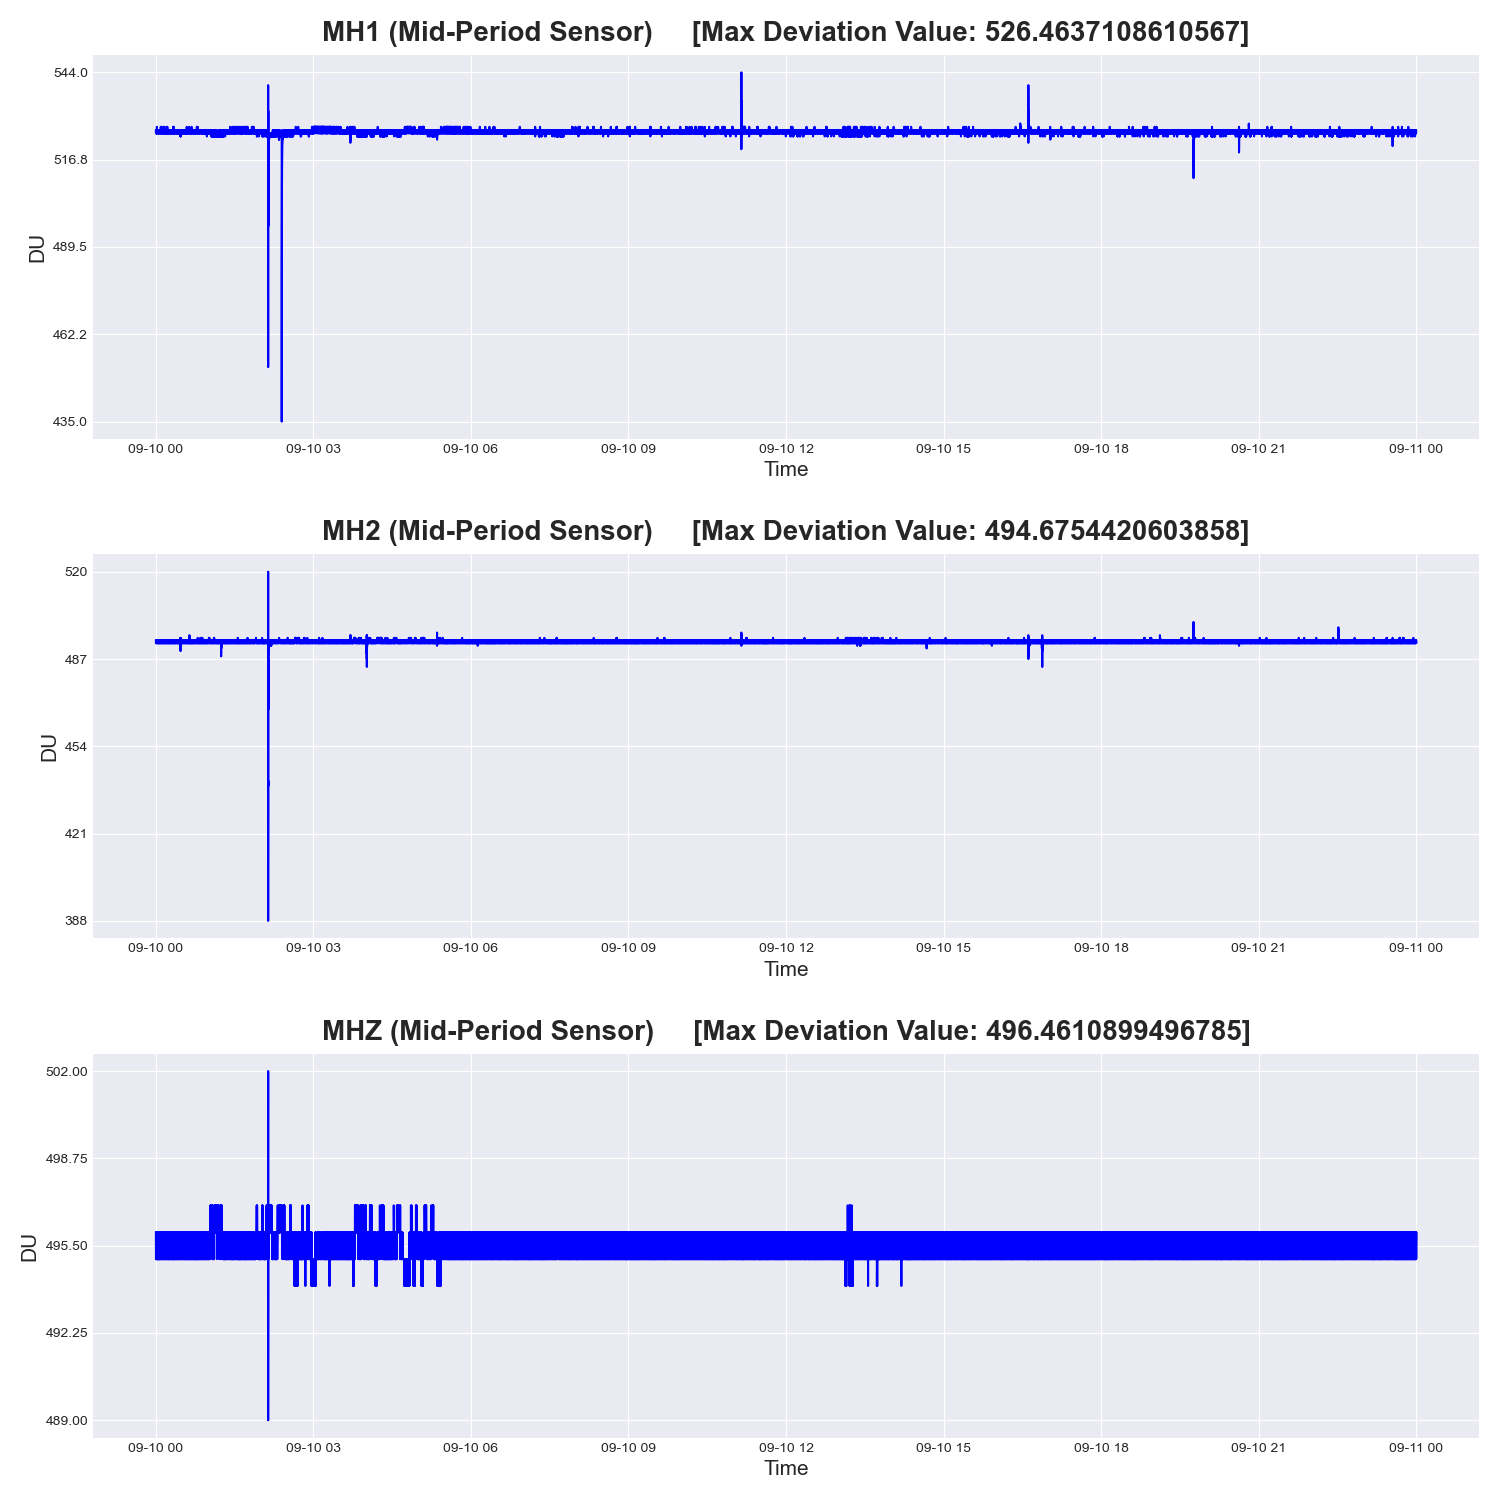 MH1 (Mid-Period Sensor) [Max Deviation Value: 526.4637108610567]
544.0
516.8
489.5
462.2
435.0
DU
09-10 00 09-10 03 09-10 06 09-10 09 09-10 12 09-10 15 09-10 18 09-10 21 09-11 00
Time
MH2 (Mid-Period Sensor) [Max Deviation Value: 494.6754420603858]
520
487
454
421
388
DU
09-10 00 09-10 03 09-10 06 09-10 09 09-10 12 09-10 15 09-10 18 09-10 21 09-11 00
Time
MHZ (Mid-Period Sensor) [Max Deviation Value: 496.4610899496785]
502.00
498.75
495.50
492.25
489.00
DU
09-10 00 09-10 03 09-10 06 09-10 09 09-10 12 09-10 15 09-10 18 09-10 21 09-11 00
Time